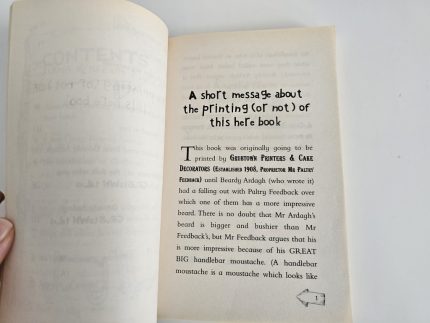 A short message about
the printing (or not) of
this here book
This book was originally going to be
printed by GRUBTOWN PRINTERS & CAKE
DECORATORS (ESTABLISHED 1908, PROPRIETOR MR PALTRY
FEEDBACK) until Beardy Ardagh (who wrote it)
had a falling out with Paltry Feedback over
which one of them has a more impressive
beard. There is no doubt that Mr Ardagh's
beard is bigger and bushier than Mr
Feedback's, but Mr Feedback argues that his
is more impressive because of his GREAT
BIG handlebar moustache. (A handlebar
moustache is a moustache which looks like
1